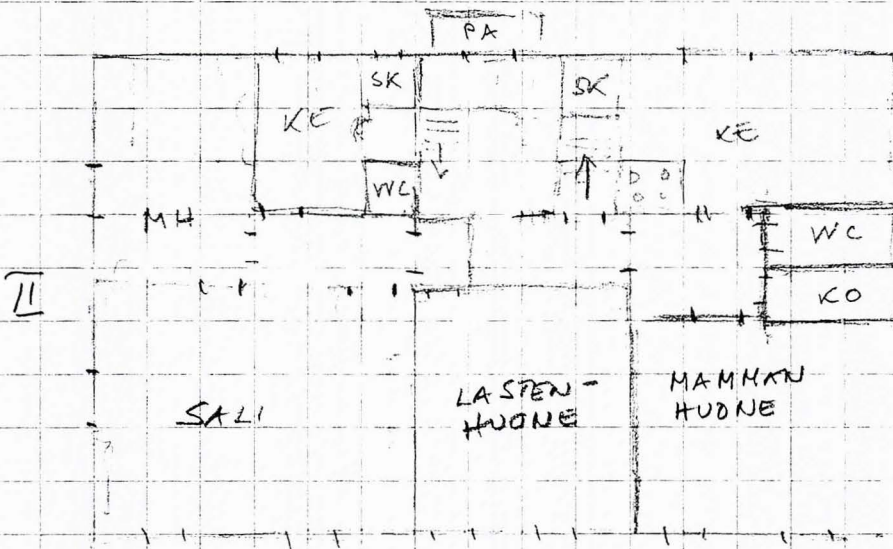 PA
SK
SK
KE
KE
WC
MH
WC
II
KO
LASTEN-
HUONE
MAMMAN
HUONE
SALI